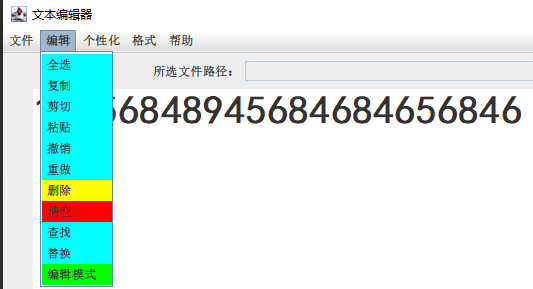 文本编辑器
文件 编辑 个性化 格式 帮助
所选文件路径：
全选
复制
剪切
粘贴
撤销
重做
删除
清空
查找
替换
编辑模式
684894568468465 6846